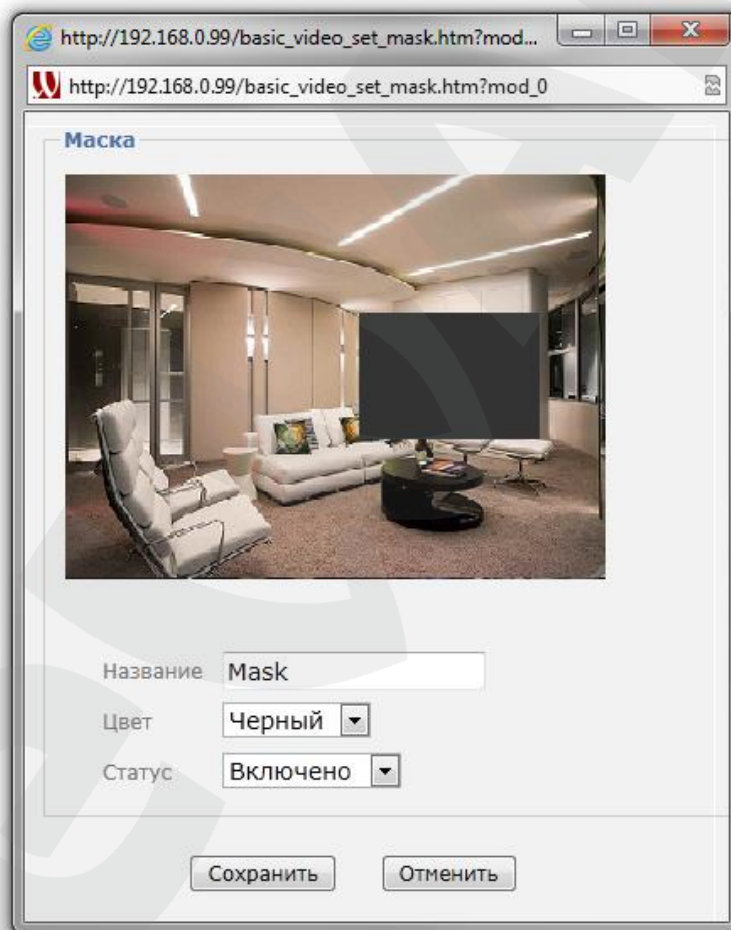 http://192.168.0.99/basic_video_set_mask.htm?mod...
http://192.168.0.99/basic_video_set_mask.htm?mod_0
Маска
Название Mask
Цвет Черный
Статус Включено
Сохранить Отменить